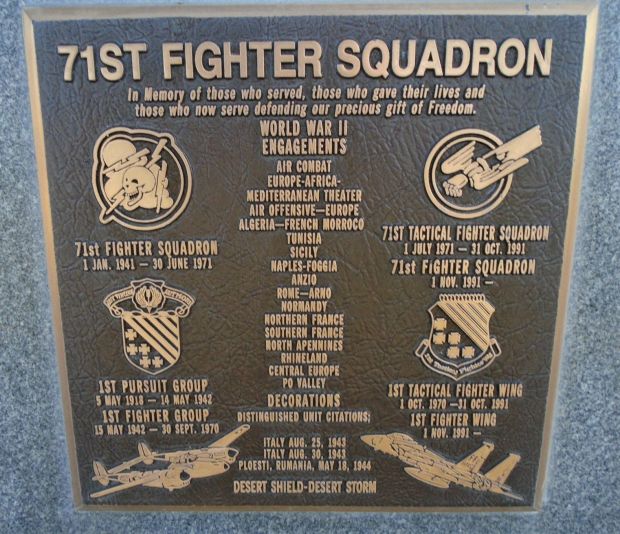 71ST FIGHTER SQUADRON
In Memory of those who served, those who gave their lives and
those who now serve defending our precious gift of Freedom.
WORLD WAR II
ENGAGEMENTS
AIR COMBAT
EUROPE-AFRICA-
MEDITERRANEAN THEATER
AIR OFFENSIVE—EUROPE
ALGERIA—FRENCH MORROCO
TUNISIA
SICILY
NAPLES-FOGGIA
ANZIO
ROME—ARNO
NORMANDY
NORTHERN FRANCE
SOUTHERN FRANCE
NORTH APENNINES
RHINELAND
CENTRAL EUROPE
PO VALLEY
DECORATIONS
DISTINGUISHED UNIT CITATIONS;
ITALY AUG. 25, 1943
ITALY AUG. 30, 1943
PLOESTI, RUMANIA, MAY 18, 1944
DESERT SHIELD-DESERT STORM
71st FIGHTER SQUADRON
1 JAN. 1941 — 30 JUNE 1971
1ST PURSUIT GROUP
5 MAY 1918 — 14 MAY 1942
1ST FIGHTER GROUP
15 MAY 1942 — 30 SEPT. 1970
71ST TACTICAL FIGHTER SQUADRON
1 JULY 1971 — 31 OCT. 1991
71st FIGHTER SQUADRON
1 NOV. 1991 —
1st Tactical Fighter Wing
1ST TACTICAL FIGHTER WING
1 OCT. 1970 —31 OCT. 1991
1ST FIGHTER WING
1 NOV. 1991 —